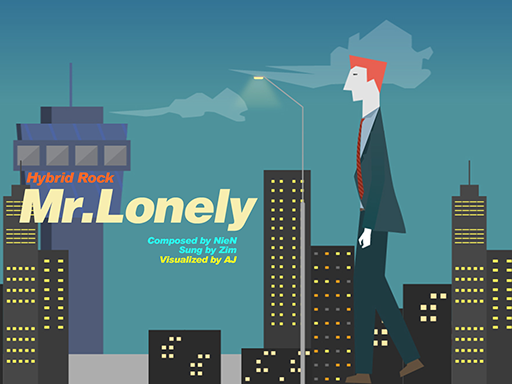 Hybrid Rock
Mr.Lonely
Composed by NieN
Sung by Zim
Visualized by AJ